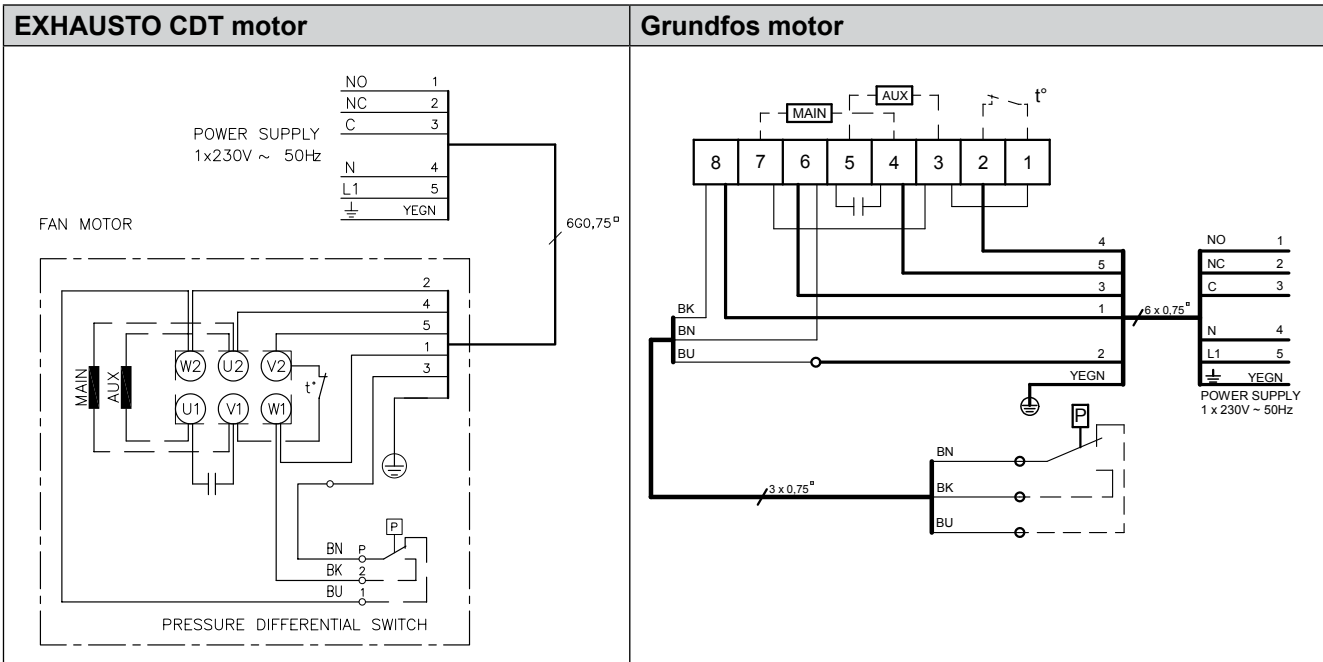 EXHAUSTO CDT motor
NO 1
NC 2
C 3
POWER SUPPLY
1x230V ~ 50Hz
N 4
L1 5
YEGN
FAN MOTOR
6G0,75▫
2
4
5
1
3
MAIN
AUX
W2 U2 V2
t°
U1 V1 W1
P
BN P
BK 2
BU 1
PRESSURE DIFFERENTIAL SWITCH
Grundfos motor
AUX
t°
MAIN
8 7 6 5 4 3 2 1
4
5
3
1
2
YEGN
6 x 0,75▫
NO 1
NC 2
C 3
N 4
L1 5
YEGN
POWER SUPPLY
1 x 230V ~ 50Hz
BK
BN
BU
P
3 x 0,75▫
BN
BK
BU